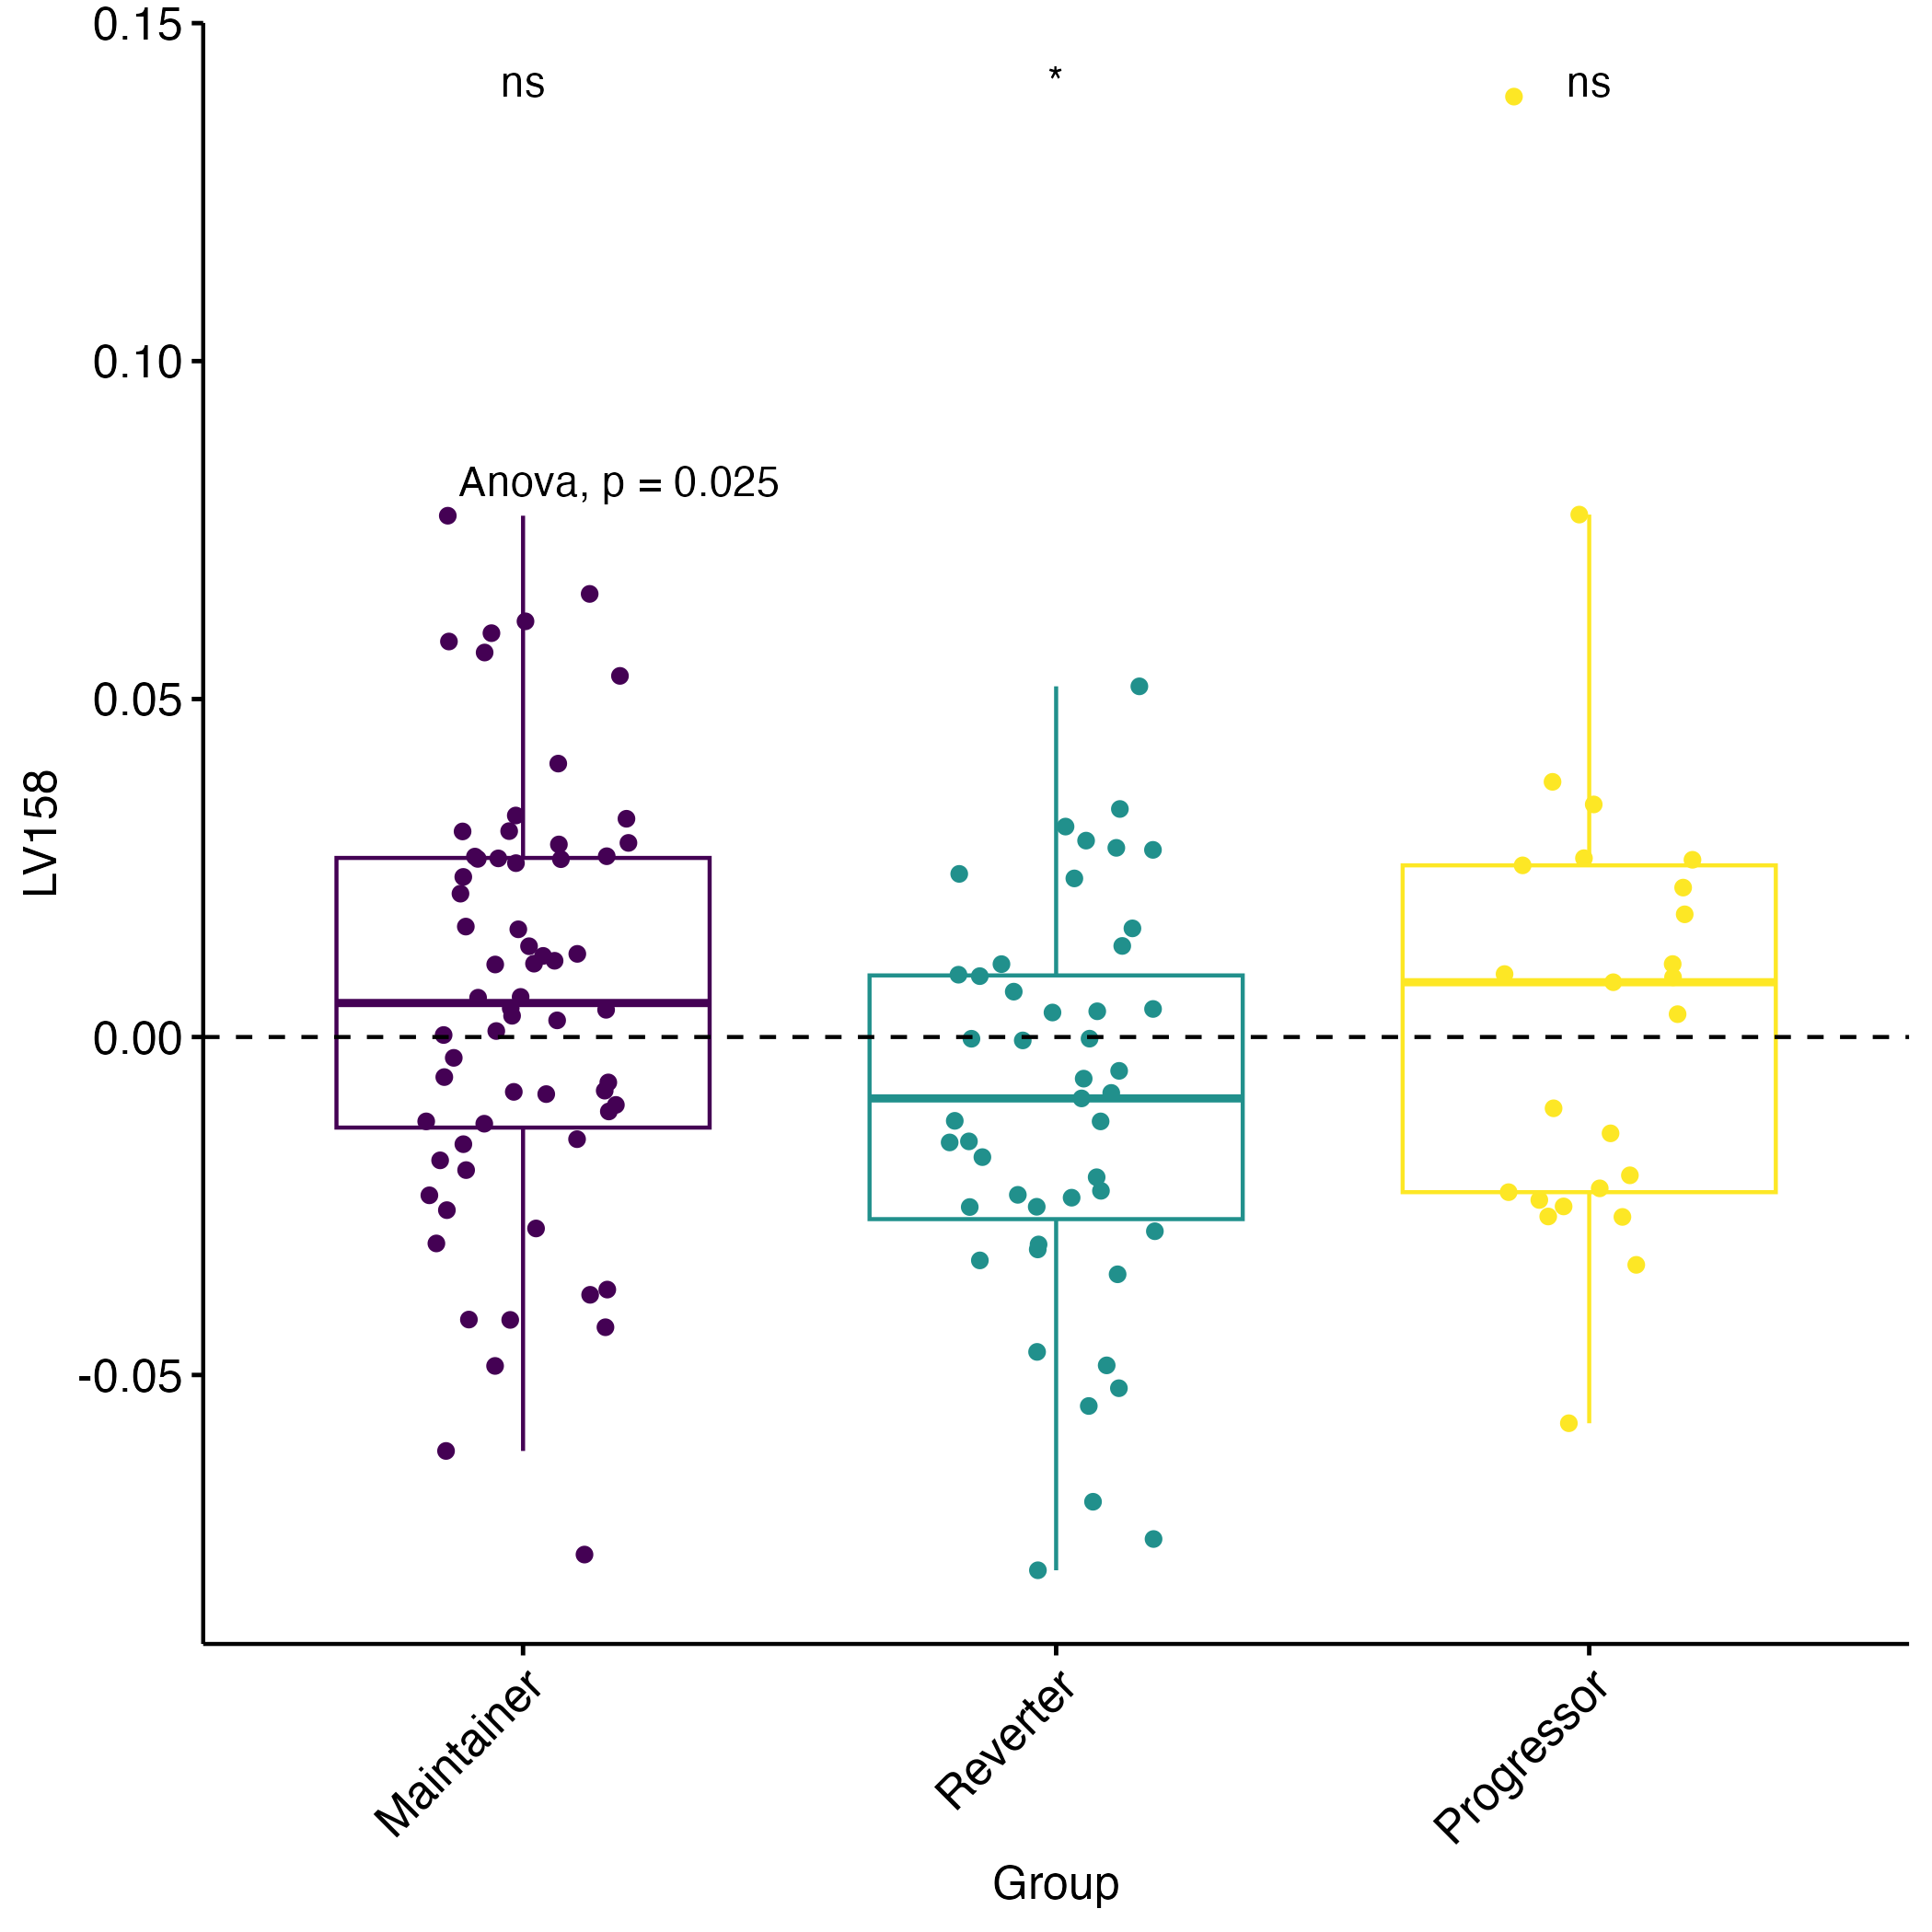 0.15
ns
*
ns
0.10
Anova, p = 0.025
0.05
LV158
0.00
-0.05
Maintainer
Reverter
Progressor
Group